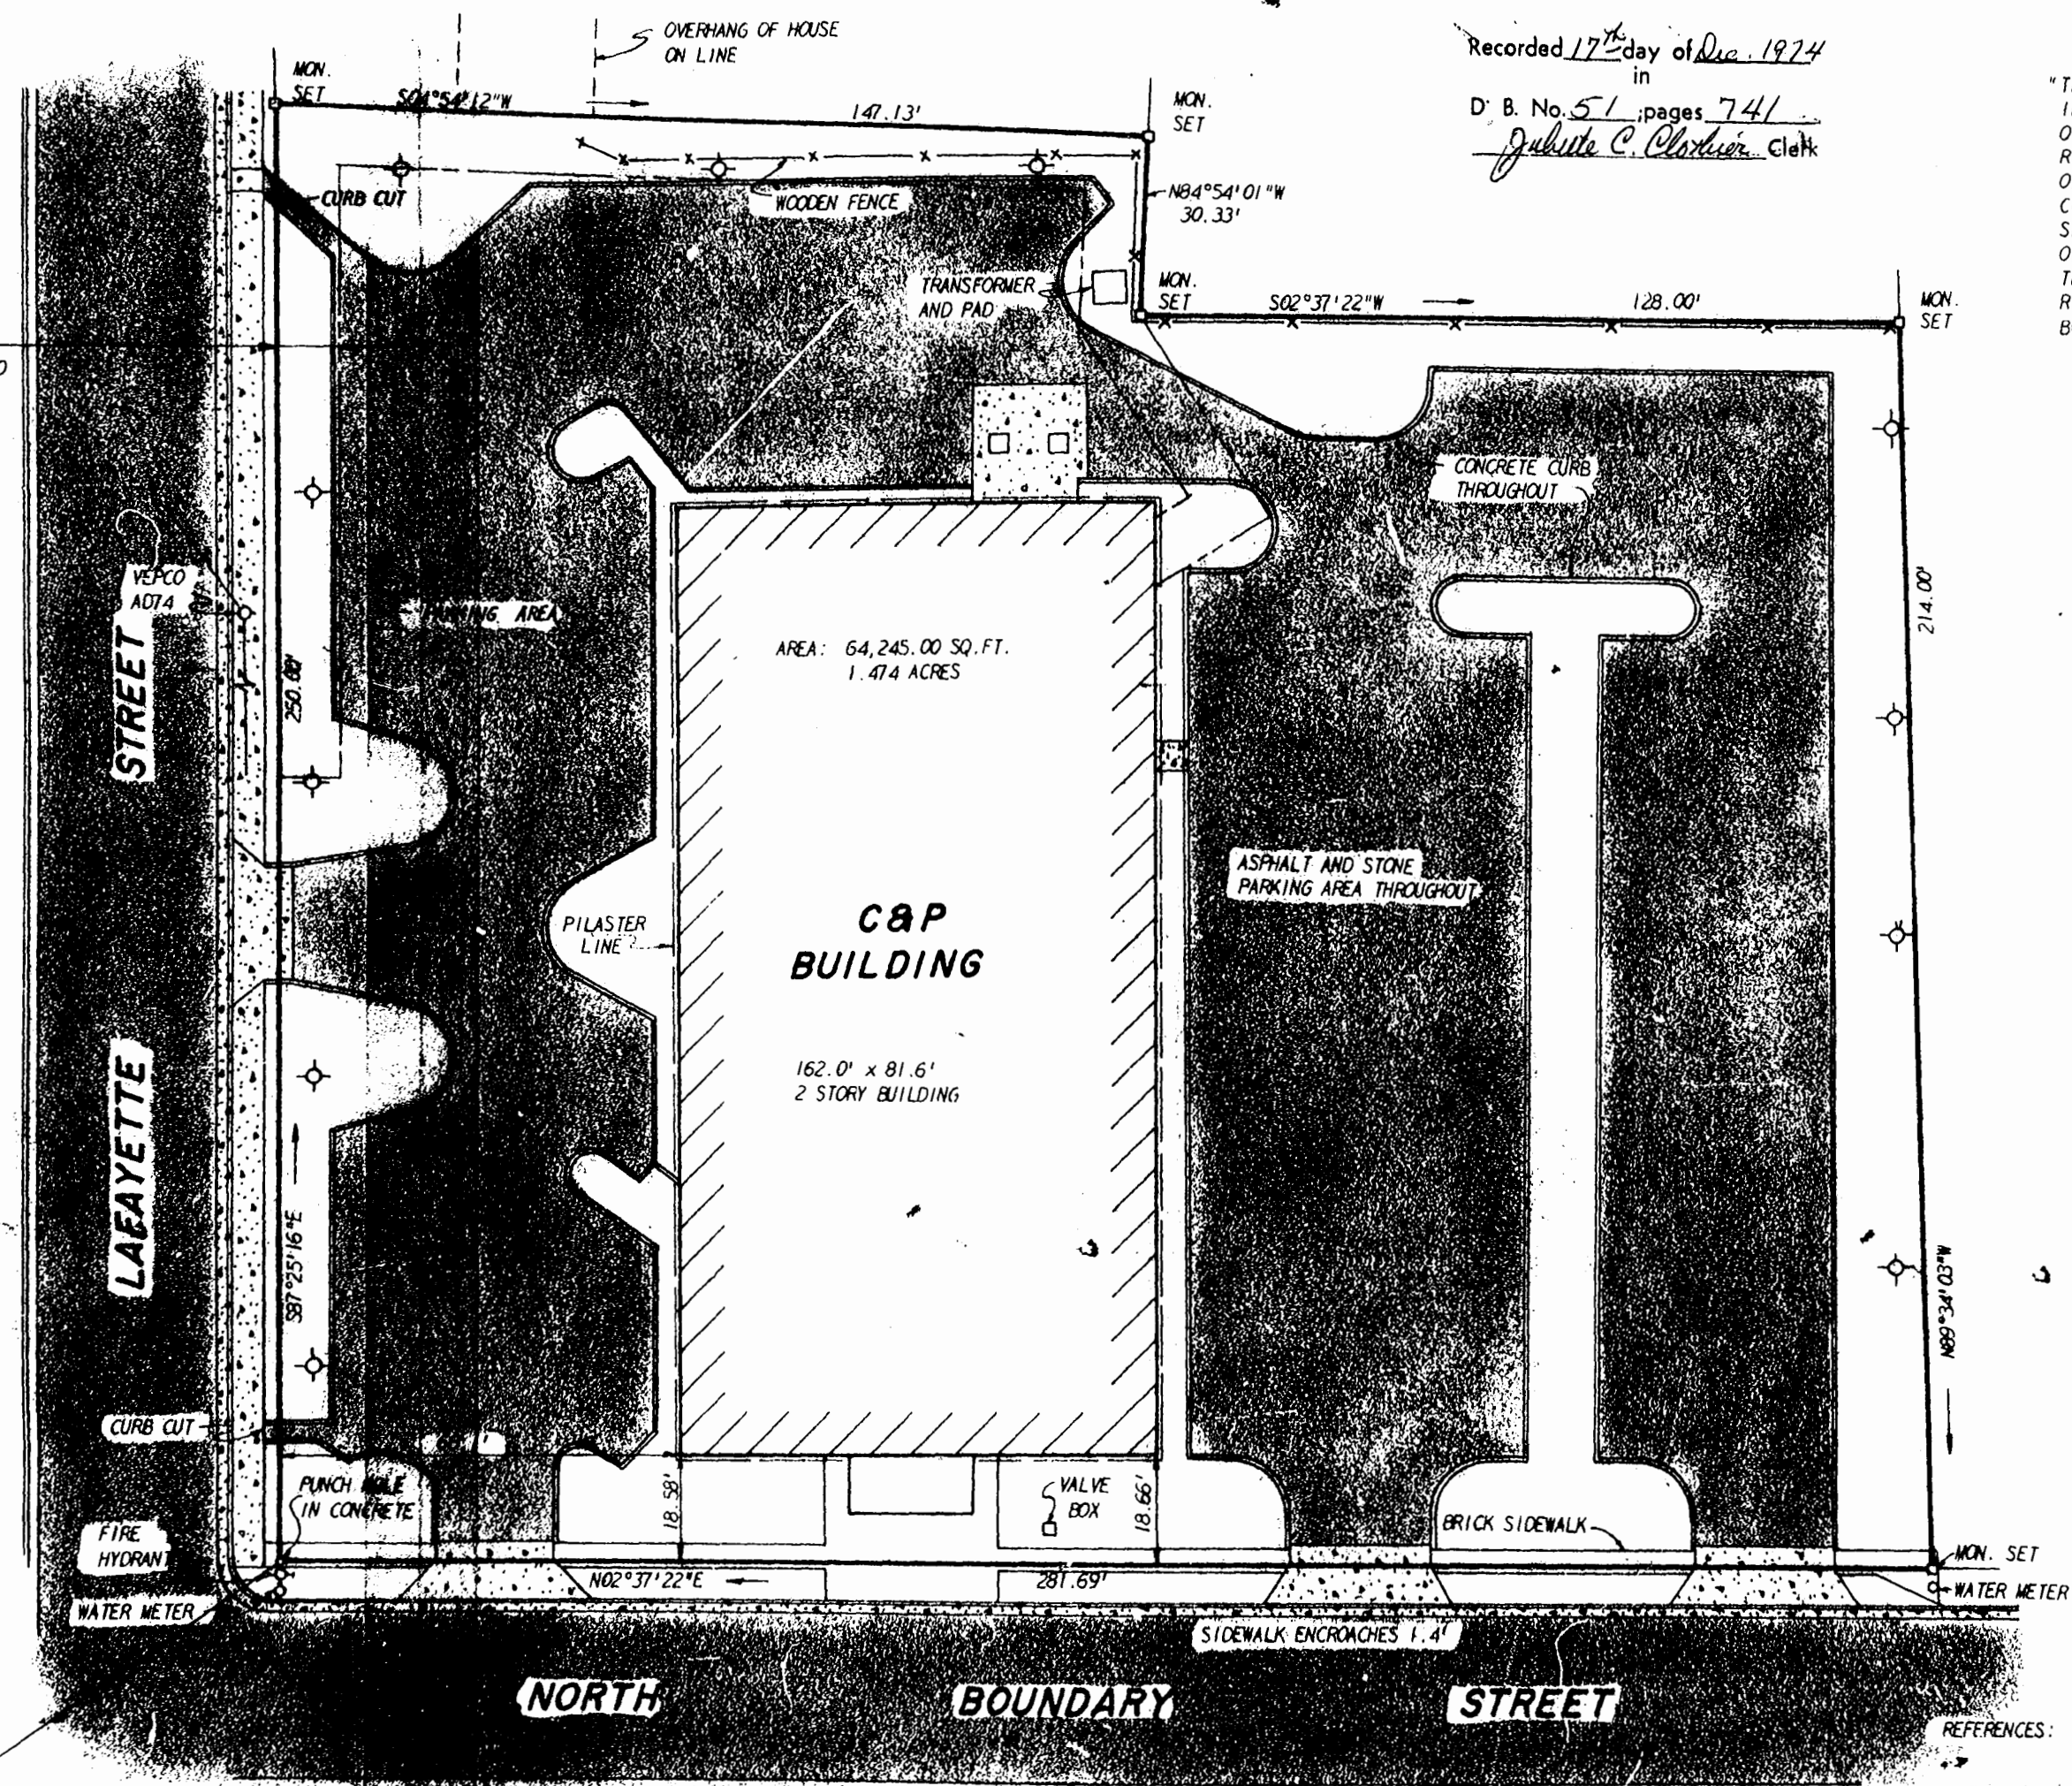 OVERHANG OF HOUSE
ON LINE
Recorded 17th day of Dec. 1974
in
D. B. No. 51 ;pages 741
Clerk
MON.
SET
S04°54'12"W
147.13'
MON.
SET
CURB CUT
WOODEN FENCE
N84°54'01"W
30.33'
TRANSFORMER
AND PAD
MON.
SET
S02°37'22"W
128.00'
MON.
SET
CONCRETE CURB
THROUGHOUT
VEPCO
AD74
PARKING AREA
214.00'
AREA: 64,245.00 SQ.FT.
1.474 ACRES
250.00'
STREET
ASPHALT AND STONE
PARKING AREA THROUGHOUT
PILASTER
LINE
C&P
BUILDING
162.0' x 81.6'
2 STORY BUILDING
LAFAYETTE
S87°25'16"E
N89°34'03"W
CURB CUT
PUNCH HOLE
IN CONCRETE
18.58'
VALVE
BOX
18.66'
BRICK SIDEWALK
FIRE
HYDRANT
MON. SET
N02°37'22"E
281.69'
WATER METER
WATER METER
SIDEWALK ENCROACHES 1.4'
NORTH BOUNDARY STREET
REFERENCES: